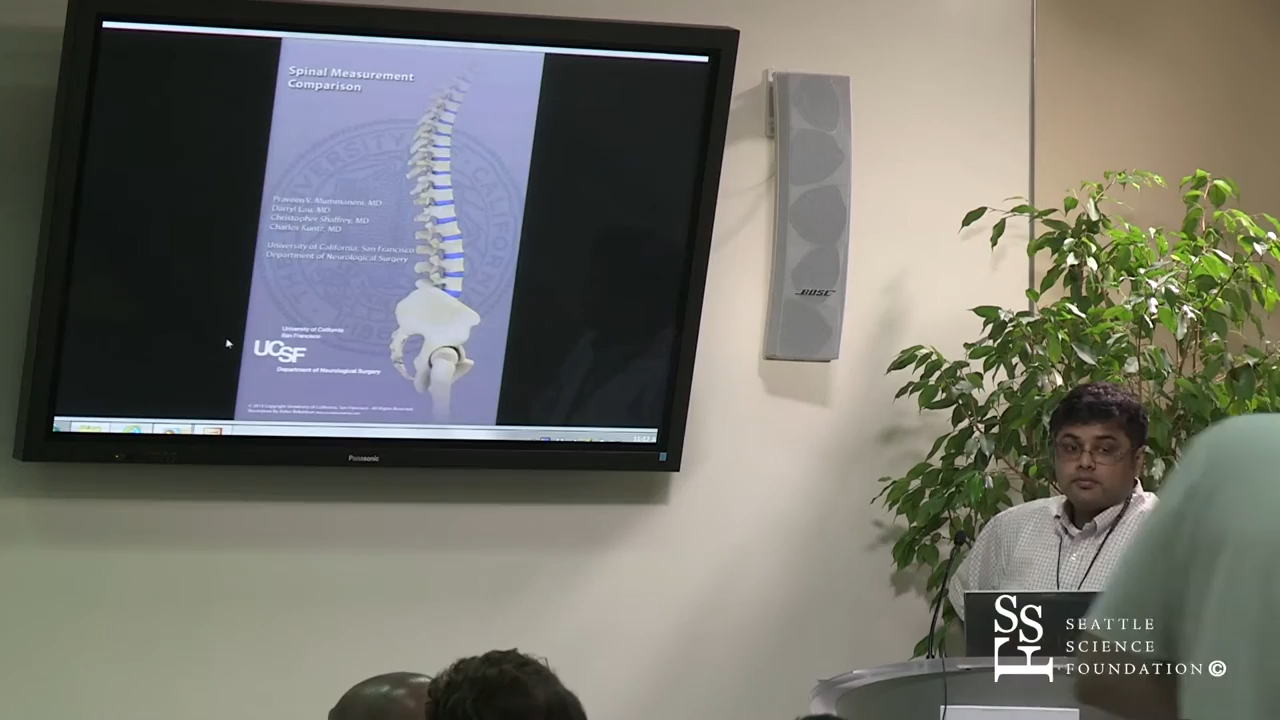 Spinal Measurement
Comparison
Praveen V. Mummaneni, MD
Darryl Lau, MD
Christopher Shaffrey, MD
Charles Kuntz, MD
University of California, San Francisco
Department of Neurological Surgery
University of California
San Francisco
UCSF
Department of Neurological Surgery
Panasonic
BOSE
SSF
SEATTLE
SCIENCE
FOUNDATION ©